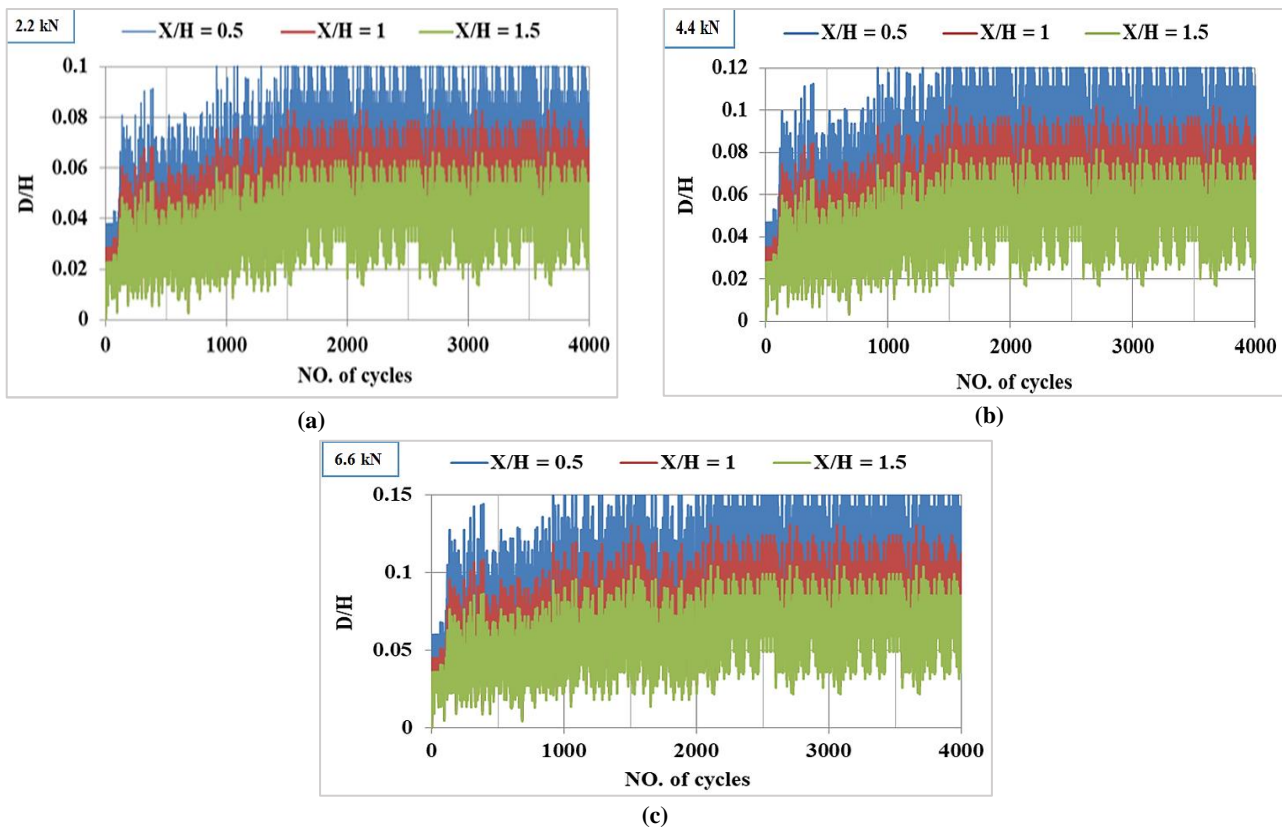 2.2 kN
X/H = 0.5 X/H = 1 X/H = 1.5
0.1
0.08
0.06
0.04
0.02
0
D/H
0 1000 2000 3000 4000
NO. of cycles
(a)
4.4 kN
X/H = 0.5 X/H = 1 X/H = 1.5
0.12
0.1
0.08
0.06
0.04
0.02
0
D/H
0 1000 2000 3000 4000
NO. of cycles
(b)
6.6 kN
X/H = 0.5 X/H = 1 X/H = 1.5
0.15
0.1
0.05
0
D/H
0 1000 2000 3000 4000
NO. of cycles
(c)